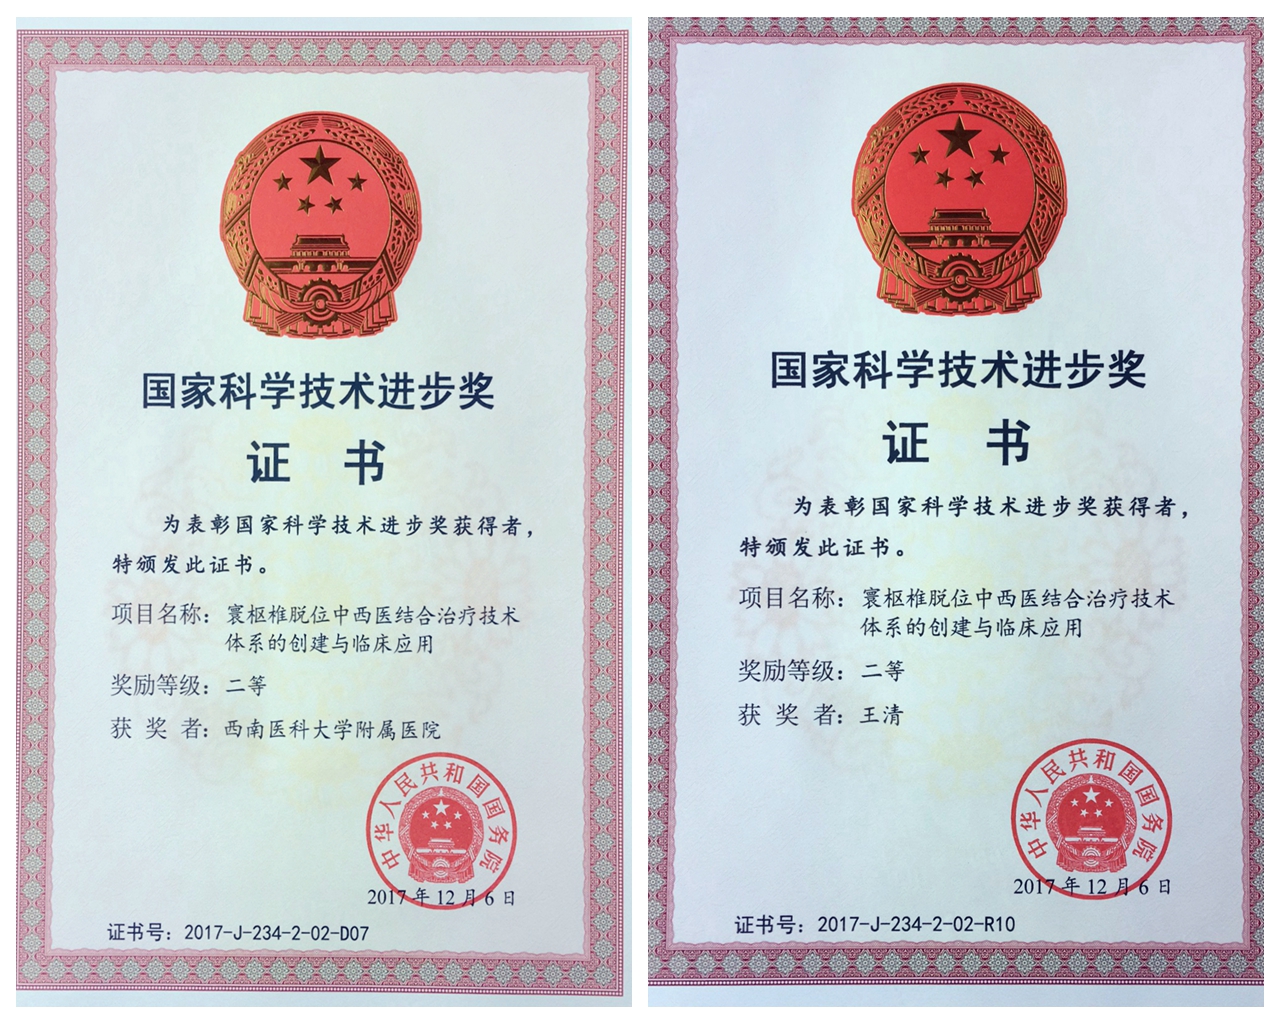 国家科学技术进步奖
证 书
为表彰国家科学技术进步奖获得者，
特颁发此证书。
项目名称：寰枢椎脱位中西医结合治疗技术
体系的创建与临床应用
奖励等级：二等
获 奖 者：西南医科大学附属医院
中华人民共和国国务院
2017年12月6日
证书号：2017-J-234-2-02-D07
国家科学技术进步奖
证 书
为表彰国家科学技术进步奖获得者，
特颁发此证书。
项目名称：寰枢椎脱位中西医结合治疗技术
体系的创建与临床应用
奖励等级：二等
获 奖 者：王清
中华人民共和国国务院
2017年12月6日
证书号：2017-J-234-2-02-R10